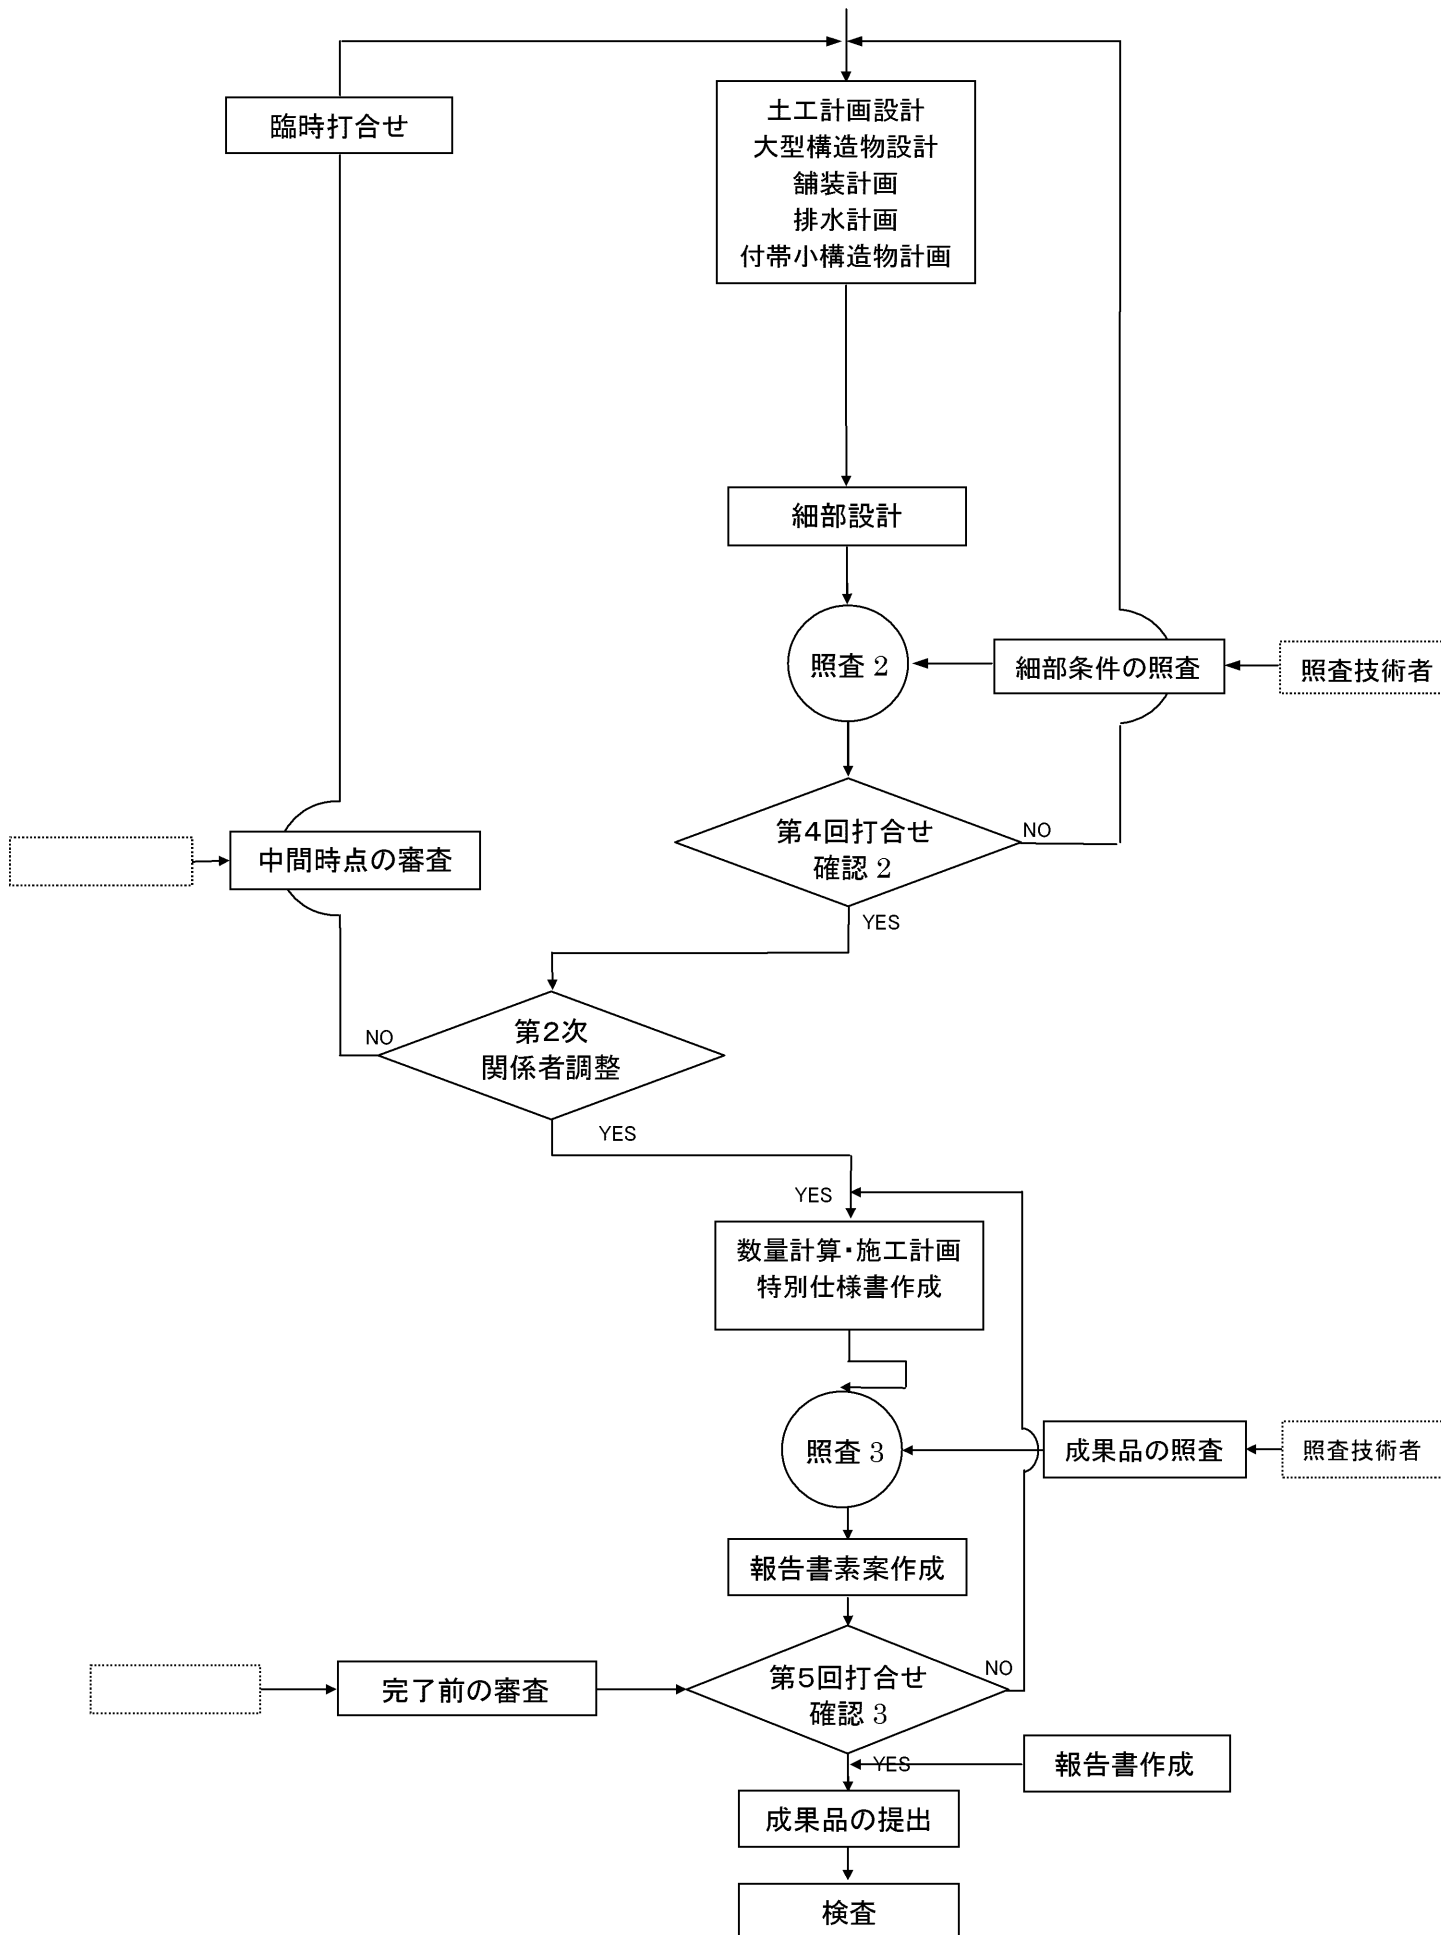 臨時打合せ
土工計画設計
大型構造物設計
舗装計画
排水計画
付帯小構造物計画
細部設計
照査 2
細部条件の照査
照査技術者
第4回打合せ
確認 2
NO
YES
中間時点の審査
第2次
関係者調整
NO
YES
YES
数量計算・施工計画
特別仕様書作成
照査 3
成果品の照査
照査技術者
報告書素案作成
完了前の審査
第5回打合せ
確認 3
NO
YES
報告書作成
成果品の提出
検査